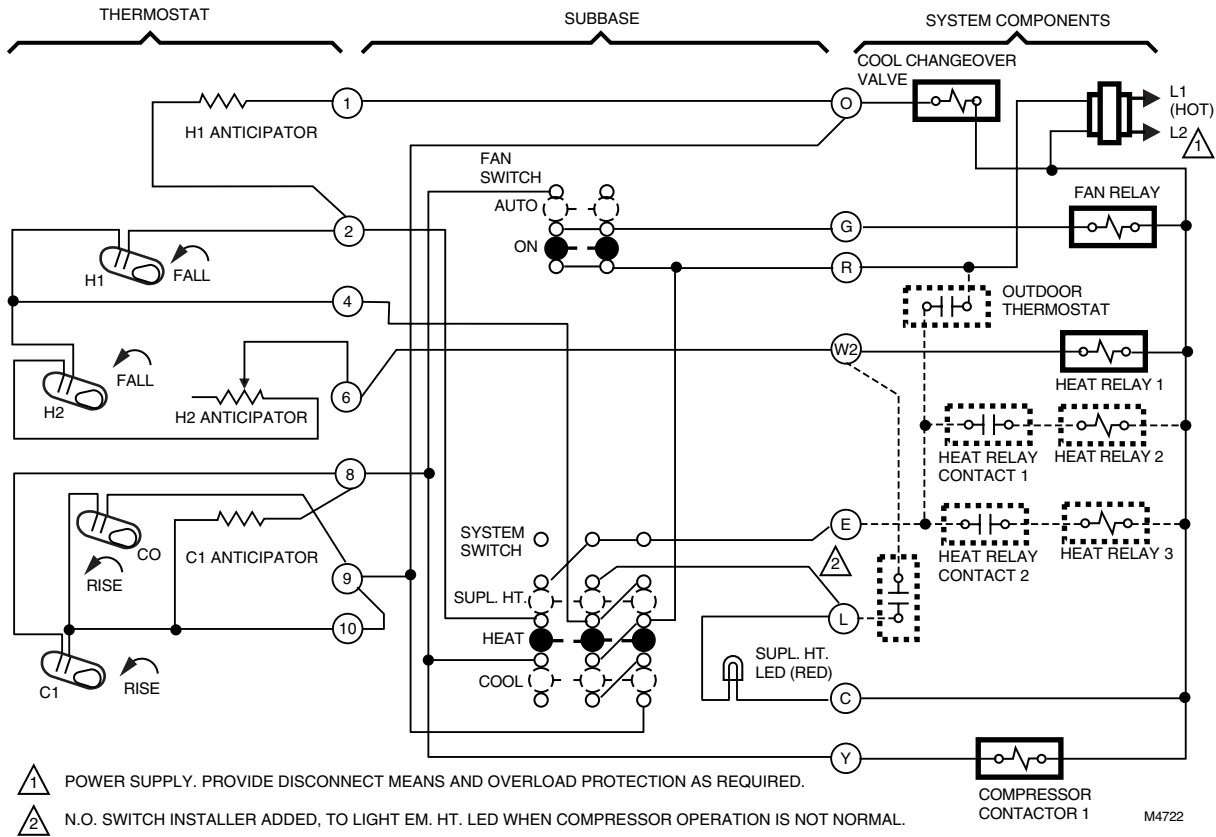 THERMOSTAT
SUBBASE
SYSTEM COMPONENTS
COOL CHANGEOVER
VALVE
L1
(HOT)
L2
1
1
O
H1 ANTICIPATOR
FAN
SWITCH
AUTO
ON
FAN RELAY
2
G
R
H1
FALL
4
OUTDOOR
THERMOSTAT
W2
HEAT RELAY 1
FALL
H2
H2 ANTICIPATOR
6
HEAT RELAY
CONTACT 1
HEAT RELAY 2
8
CO
RISE
C1 ANTICIPATOR
SYSTEM
SWITCH
E
2
HEAT RELAY
CONTACT 2
HEAT RELAY 3
9
SUPL. HT.
HEAT
COOL
10
L
C1
RISE
SUPL. HT.
LED (RED)
C
Y
COMPRESSOR
CONTACTOR 1
1 POWER SUPPLY. PROVIDE DISCONNECT MEANS AND OVERLOAD PROTECTION AS REQUIRED.
2 N.O. SWITCH INSTALLER ADDED, TO LIGHT EM. HT. LED WHEN COMPRESSOR OPERATION IS NOT NORMAL.
M4722